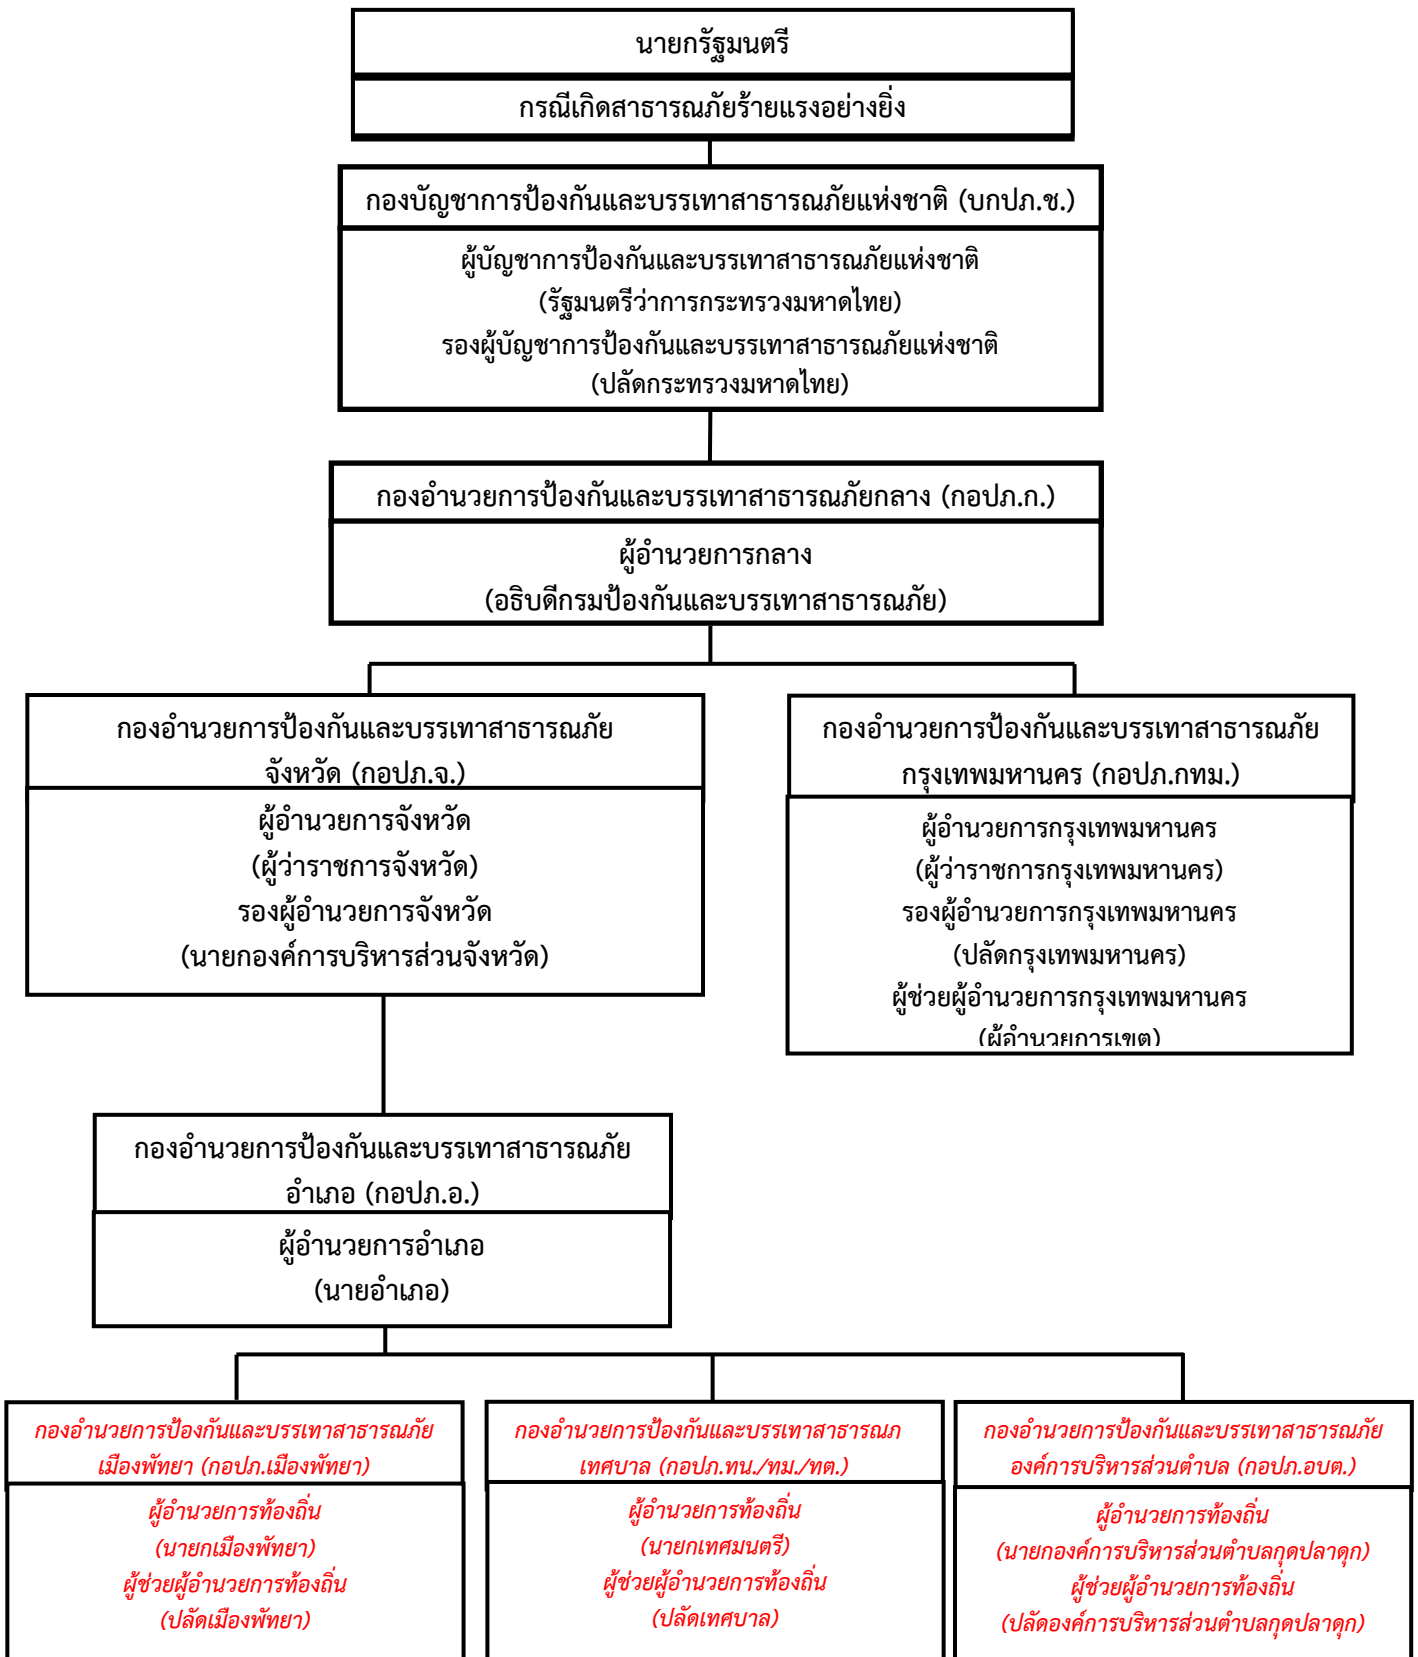 นายกรัฐมนตรี
กรณีเกิดสาธารณภัยร้ายแรงอย่างยิ่ง
กองบัญชาการป้องกันและบรรเทาสาธารณภัยแห่งชาติ (บกปภ.ช.)
ผู้บัญชาการป้องกันและบรรเทาสาธารณภัยแห่งชาติ
(รัฐมนตรีว่าการกระทรวงมหาดไทย)
รองผู้บัญชาการป้องกันและบรรเทาสาธารณภัยแห่งชาติ
(ปลัดกระทรวงมหาดไทย)
กองอำนวยการป้องกันและบรรเทาสาธารณภัยกลาง (กอปภ.ก.)
ผู้อำนวยการกลาง
(อธิบดีกรมป้องกันและบรรเทาสาธารณภัย)
กองอำนวยการป้องกันและบรรเทาสาธารณภัย
จังหวัด (กอปภ.จ.)
ผู้อำนวยการจังหวัด
(ผู้ว่าราชการจังหวัด)
รองผู้อำนวยการจังหวัด
(นายกองค์การบริหารส่วนจังหวัด)
กองอำนวยการป้องกันและบรรเทาสาธารณภัย
กรุงเทพมหานคร (กอปภ.กทม.)
ผู้อำนวยการกรุงเทพมหานคร
(ผู้ว่าราชการกรุงเทพมหานคร)
รองผู้อำนวยการกรุงเทพมหานคร
(ปลัดกรุงเทพมหานคร)
ผู้ช่วยผู้อำนวยการกรุงเทพมหานคร
(ผู้อำนวยการเขต)
กองอำนวยการป้องกันและบรรเทาสาธารณภัย
อำเภอ (กอปภ.อ.)
ผู้อำนวยการอำเภอ
(นายอำเภอ)
กองอำนวยการป้องกันและบรรเทาสาธารณภัย
เมืองพัทยา (กอปภ.เมืองพัทยา)
ผู้อำนวยการท้องถิ่น
(นายกเมืองพัทยา)
ผู้ช่วยผู้อำนวยการท้องถิ่น
(ปลัดเมืองพัทยา)
กองอำนวยการป้องกันและบรรเทาสาธารณภ
เทศบาล (กอปภ.ทน./ทม./ทต.)
ผู้อำนวยการท้องถิ่น
(นายกเทศมนตรี)
ผู้ช่วยผู้อำนวยการท้องถิ่น
(ปลัดเทศบาล)
กองอำนวยการป้องกันและบรรเทาสาธารณภัย
องค์การบริหารส่วนตำบล (กอปภ.อบต.)
ผู้อำนวยการท้องถิ่น
(นายกองค์การบริหารส่วนตำบลกุดปลาดุก)
ผู้ช่วยผู้อำนวยการท้องถิ่น
(ปลัดองค์การบริหารส่วนตำบลกุดปลาดุก)